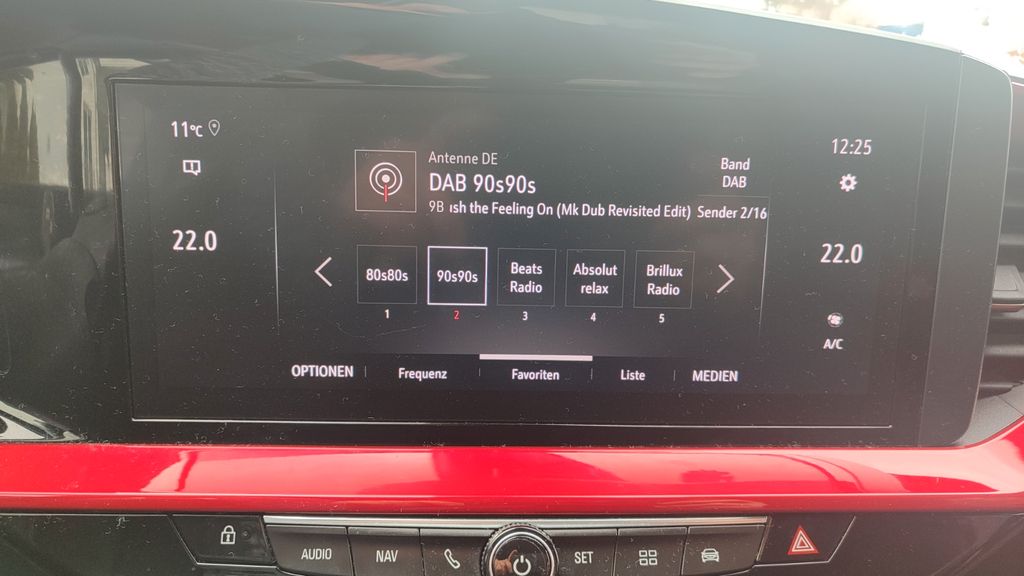 11°C
12:25
Antenne DE
DAB 90s90s
9B ısh the Feeling On (Mk Dub Revisited Edit)
Band
DAB
Sender 2/16
22.0
22.0
80s80s
90s90s
Beats
Radio
Absolut
relax
Brillux
Radio
1
2
3
4
5
A/C
OPTIONEN
Frequenz
Favoriten
Liste
MEDIEN
AUDIO
NAV
SET